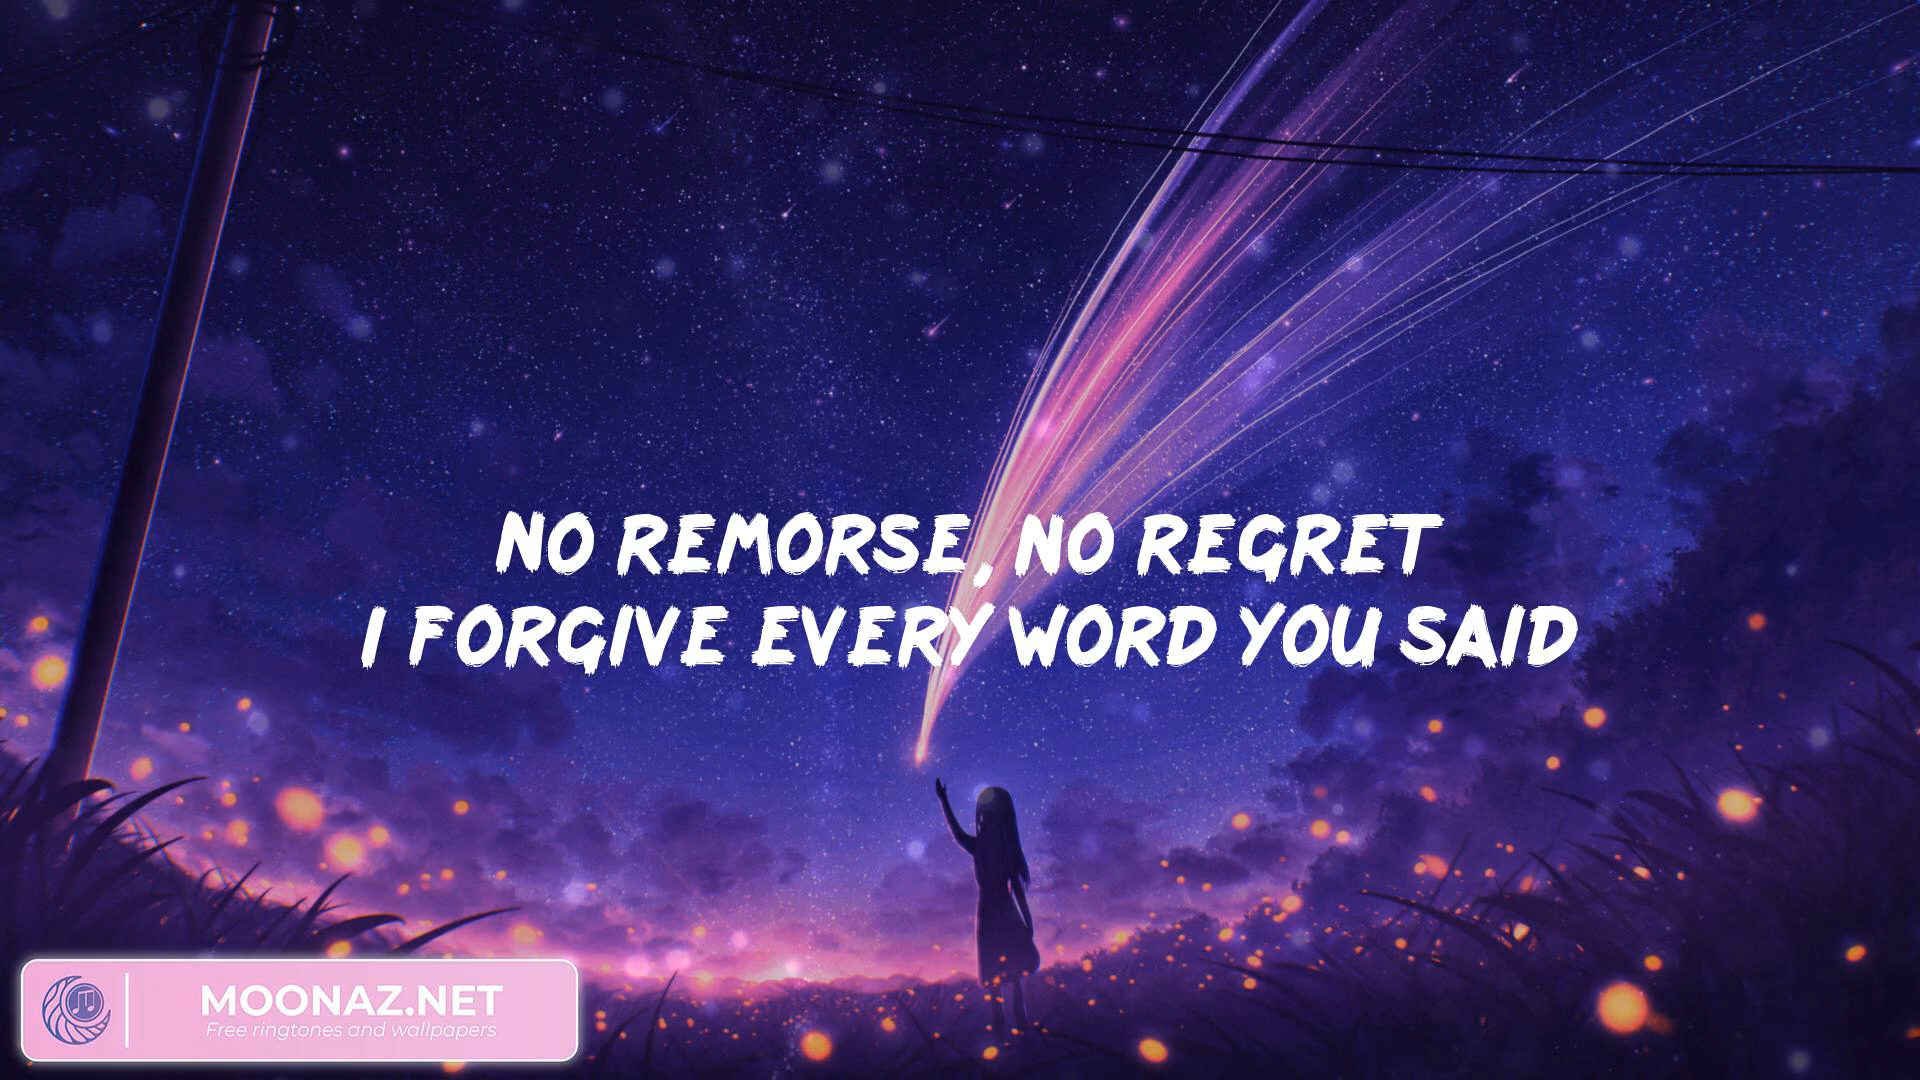 NO REMORSE, NO REGRET
I FORGIVE EVERY WORD YOU SAID
MOONAZ.NET
Free ringtones and wallpapers